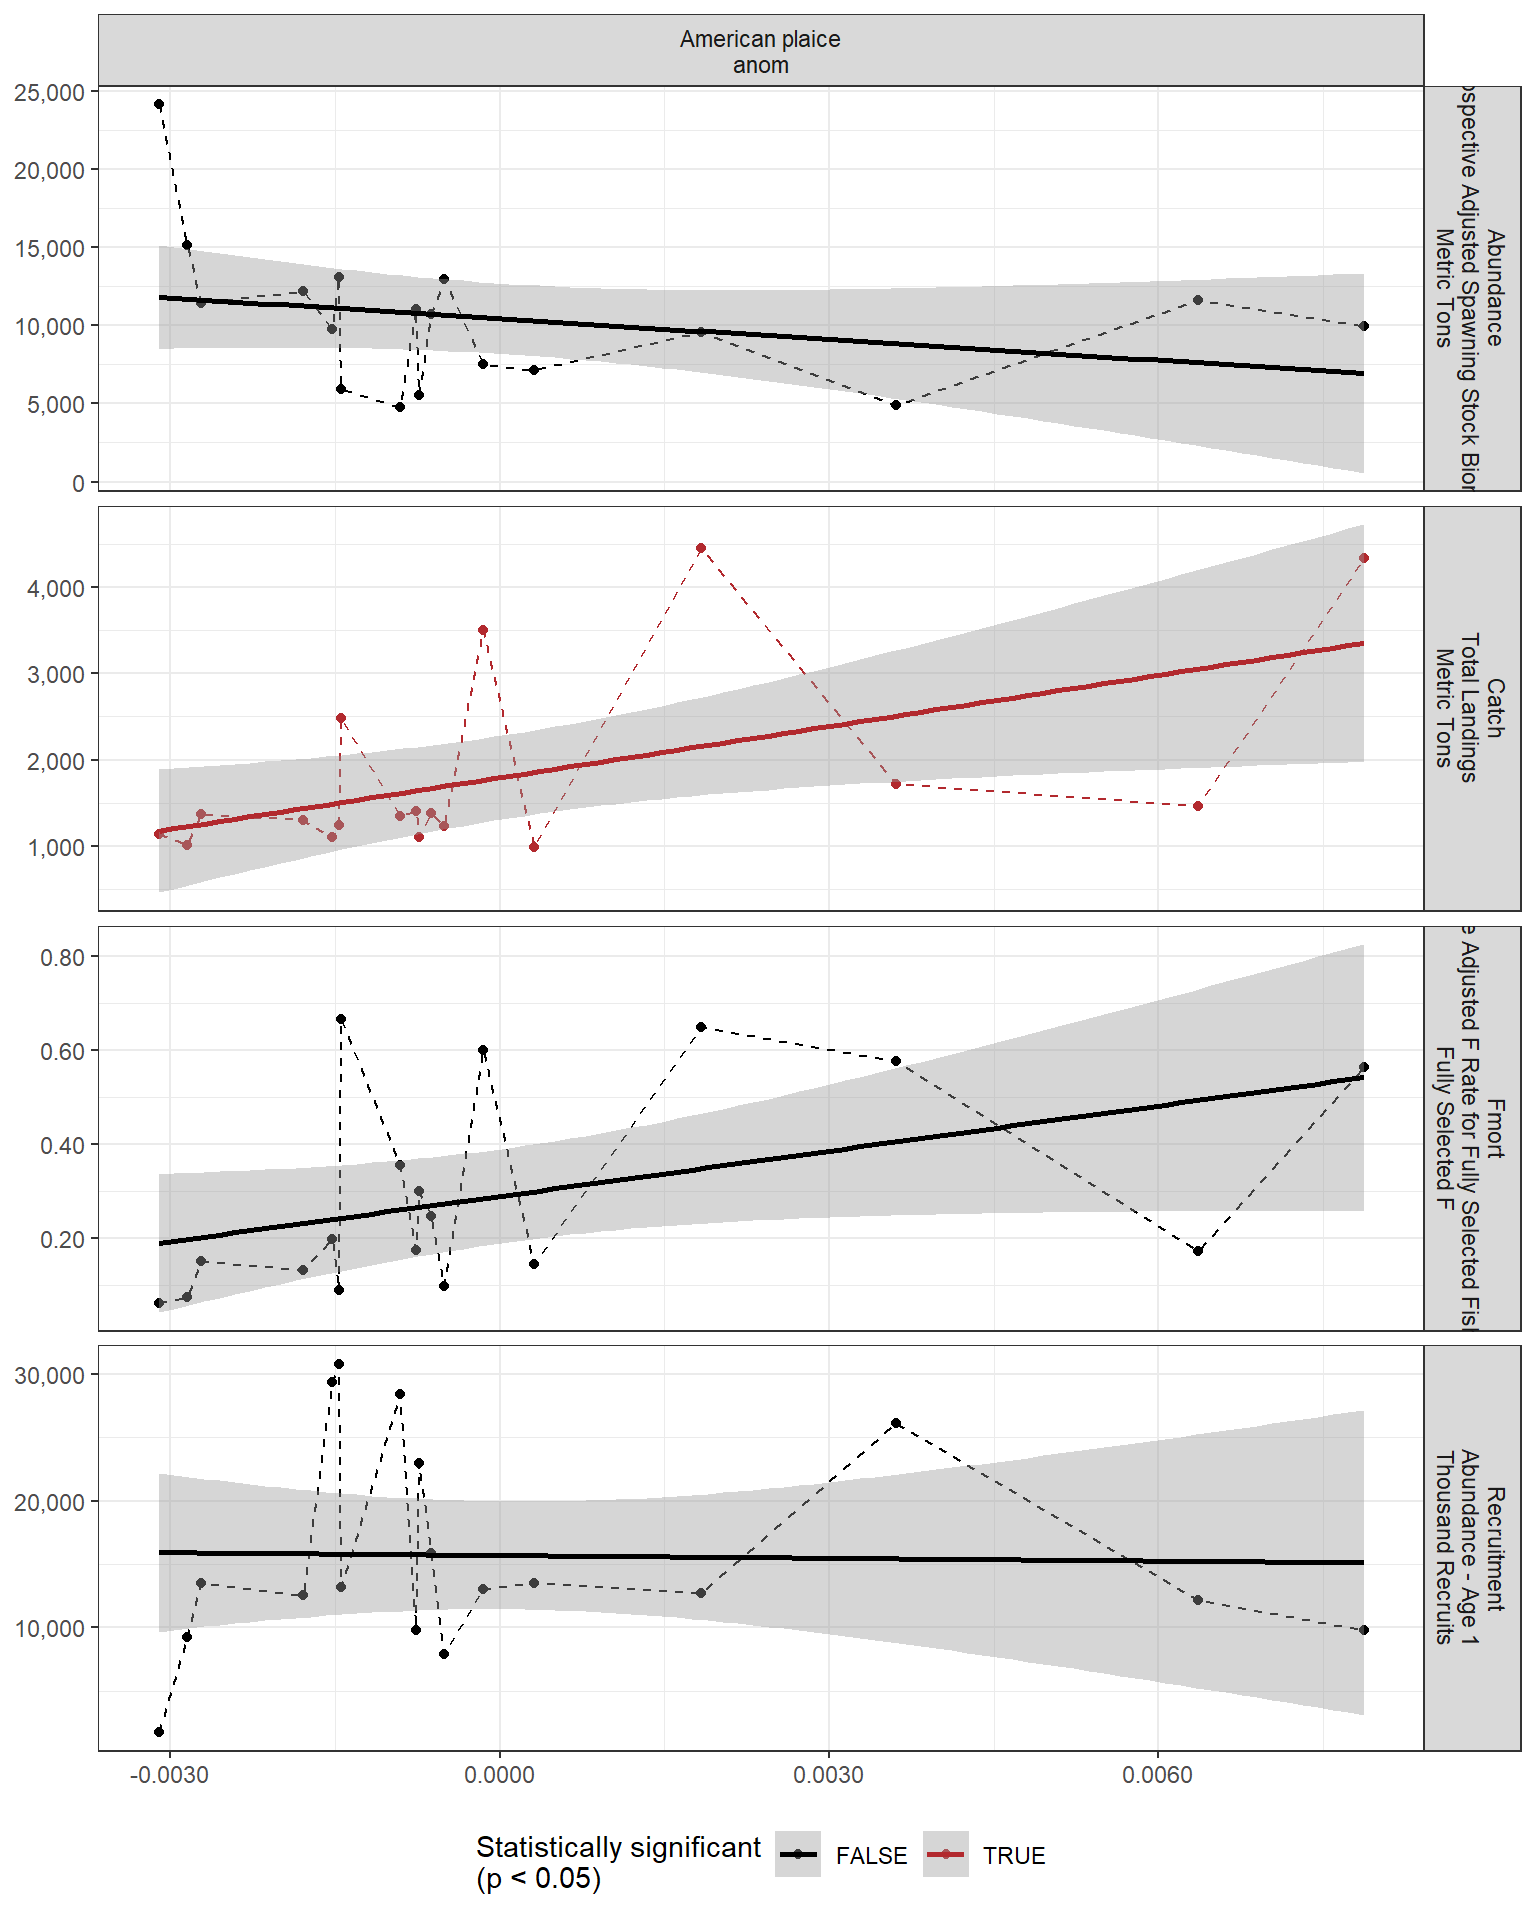 American plaice
anom
25,000
20,000
15,000
10,000
5,000
0
Abundance
Adjusted Spawning Stock
Metric Tons
4,000
3,000
2,000
1,000
Catch
Total Landings
Metric Tons
0.80
0.60
0.40
0.20
Fmort
Adjusted F Rate for Fully Selected
Fully Selected F
30,000
20,000
10,000
Recruitment
Abundance - Age 1
Thousand Recruits
-0.0030
0.0000
0.0030
0.0060
Statistically significant
(p < 0.05)
FALSE
TRUE